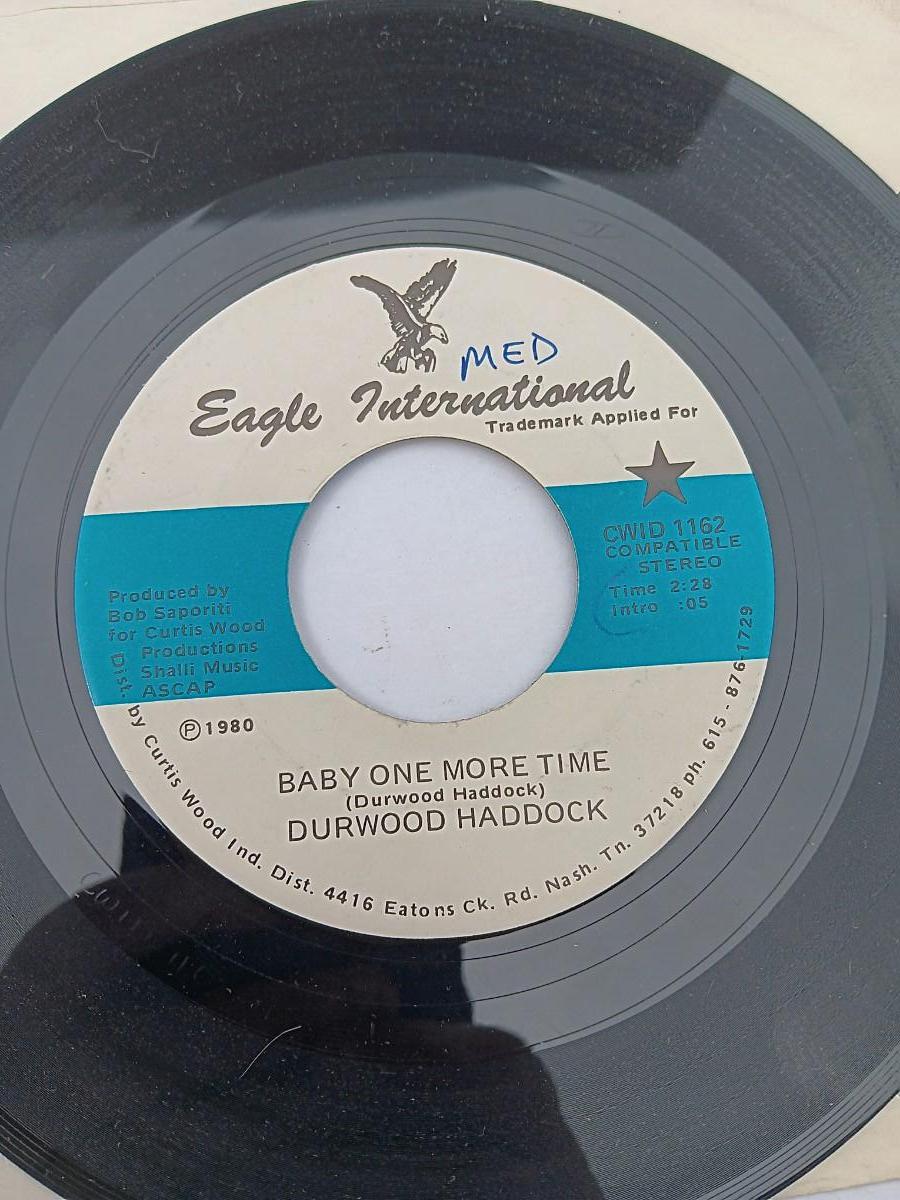 MED
Eagle International
Trademark Applied For
CWID 1162
COMPATIBLE
STEREO
Time 2:28
Intro :05
Produced by
Bob Saporiti
for Curtis Wood
Productions
Shalli Music
ASCAP
℗ 1980
BABY ONE MORE TIME
(Durwood Haddock)
DURWOOD HADDOCK
Dist. by Curtis Wood Ind. Dist. 4416 Eatons Ck. Rd. Nash. Tn. 37218 ph. 615 - 876-1729